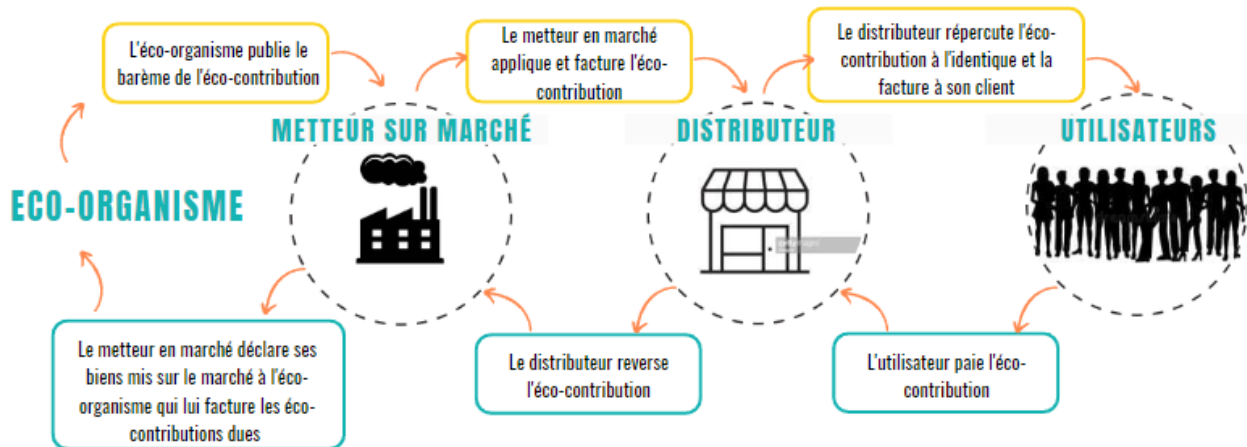 L'éco-organisme publie le
barème de l'éco-contribution
Le metteur en marché
applique et facture l'éco-
contribution
Le distributeur répercute l'éco-
contribution à l'identique et la
facture à son client
METTEUR SUR MARCHÉ
DISTRIBUTEUR
UTILISATEURS
ECO-ORGANISME
Le metteur en marché déclare ses
biens mis sur le marché à l'éco-
organisme qui lui facture les éco-
contributions dues
Le distributeur reverse
l'éco-contribution
L'utilisateur paie l'éco-
contribution